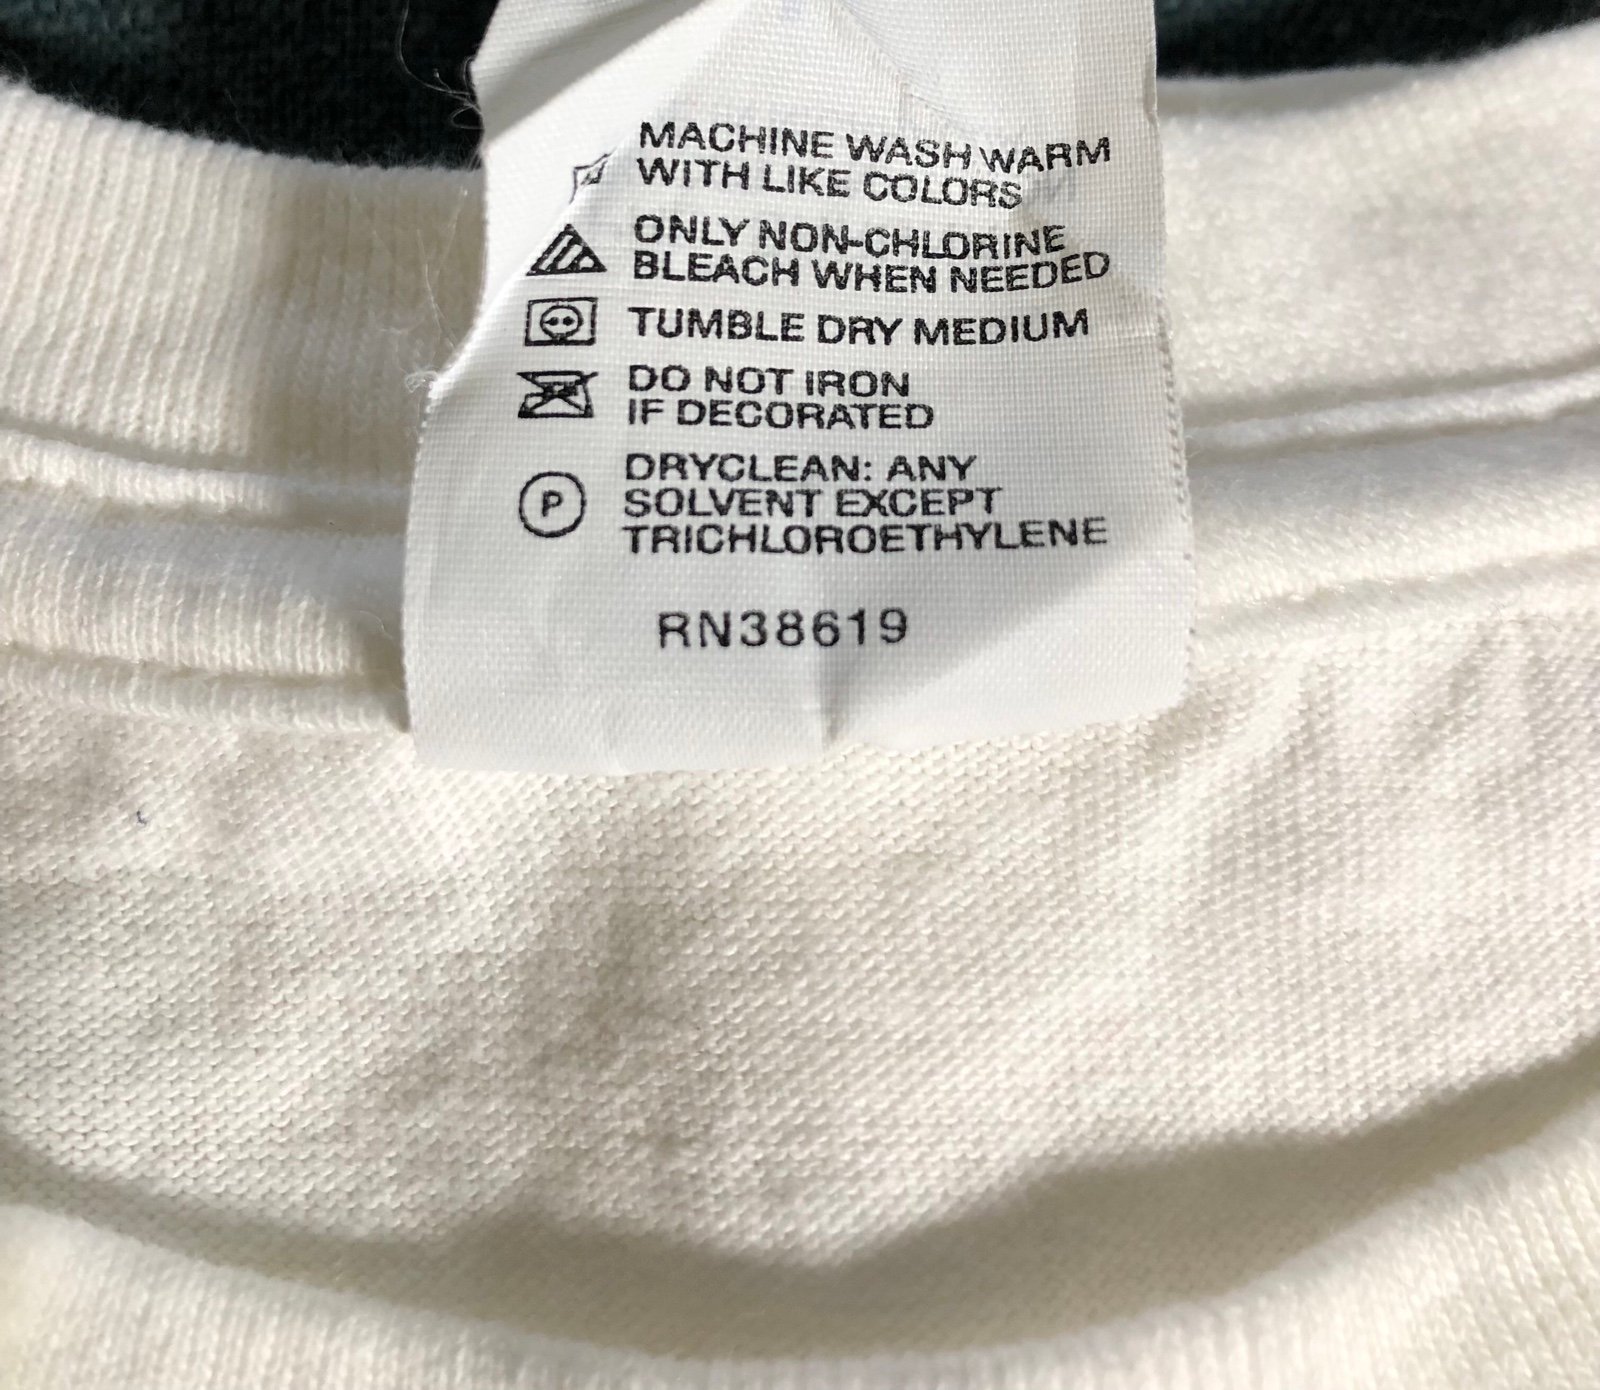 MACHINE WASH WARM
WITH LIKE COLORS
ONLY NON-CHLORINE
BLEACH WHEN NEEDED
TUMBLE DRY MEDIUM
DO NOT IRON
IF DECORATED
P
DRYCLEAN: ANY
SOLVENT EXCEPT
TRICHLOROETHYLENE
RN38619